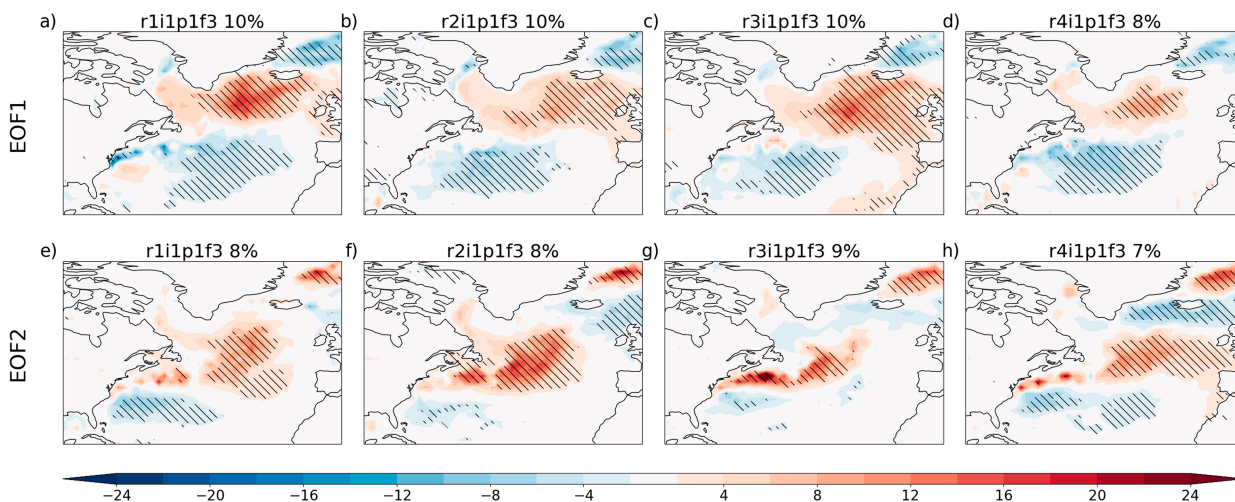 a) r1i1p1f3 10% b) r2i1p1f3 10% c) r3i1p1f3 10% d) r4i1p1f3 8%
EOF1
e) r1i1p1f3 8% f) r2i1p1f3 8% g) r3i1p1f3 9% h) r4i1p1f3 7%
EOF2
−24 −20 −16 −12 −8 −4 4 8 12 16 20 24